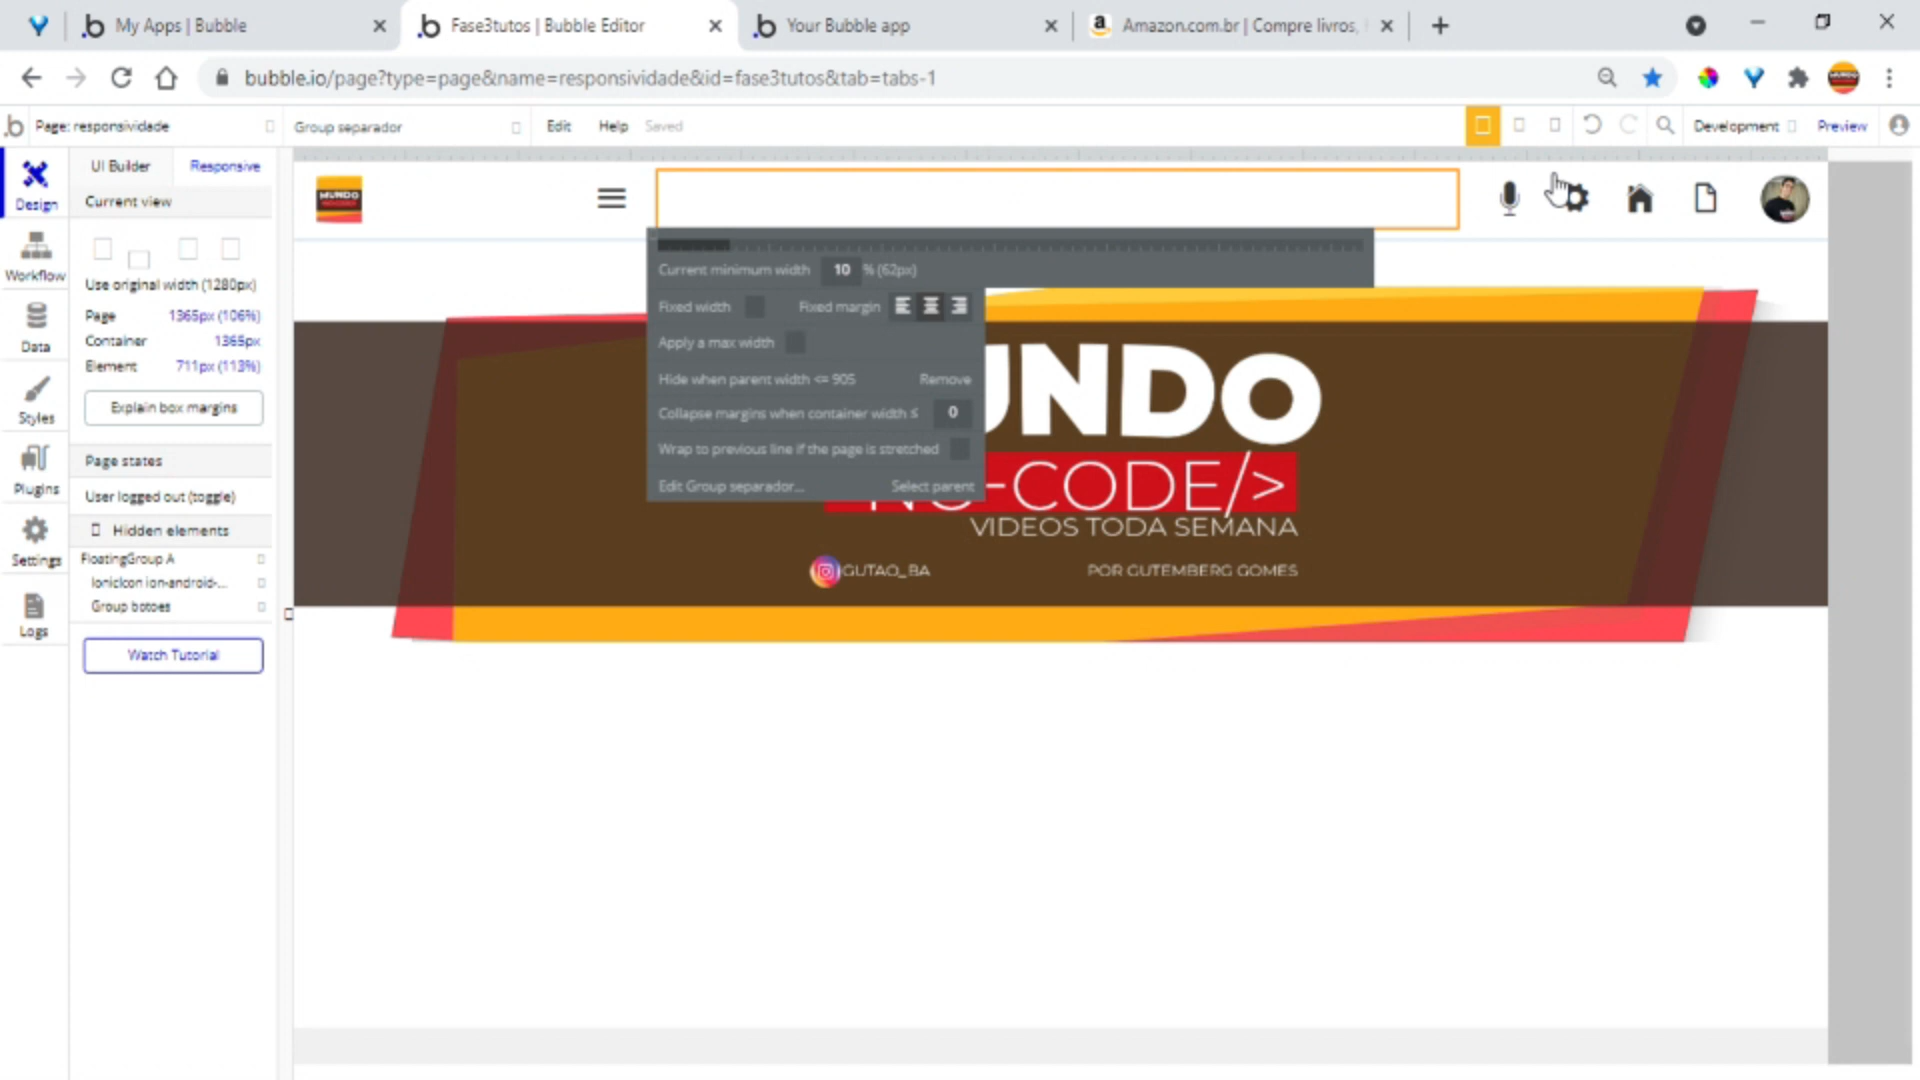 My Apps | Bubble
Fase3tutos | Bubble Editor
Your Bubble app
Amazon.com.br | Compre livros,
bubble.io/page?type=page&name=responsividade&id=fase3tutos&tab=tabs-1
Page: responsividade
Group separador
Edit
Help
Saved
Development
Preview
UI Builder
Responsive
Design
Current view
Workflow
Use original width (1280px)
Page 1365px (106%)
Container 1365px
Element 711px (113%)
Data
Explain box margins
Styles
Page states
Plugins
User logged out (toggle)
Hidden elements
Settings
FloatingGroup A
IonicIcon ion-android-...
Group botoes
Logs
Watch Tutorial
MUNDO
Current minimum width 10 % (62px)
Fixed width
Fixed margin
Apply a max width
Hide when parent width <= 905 Remove
Collapse margins when container width ≤ 0
Wrap to previous line if the page is stretched
Edit Group separador... Select parent
UNDO
NO-CODE/>
VIDEOS TODA SEMANA
GUTAO_BA
POR GUTEMBERG GOMES